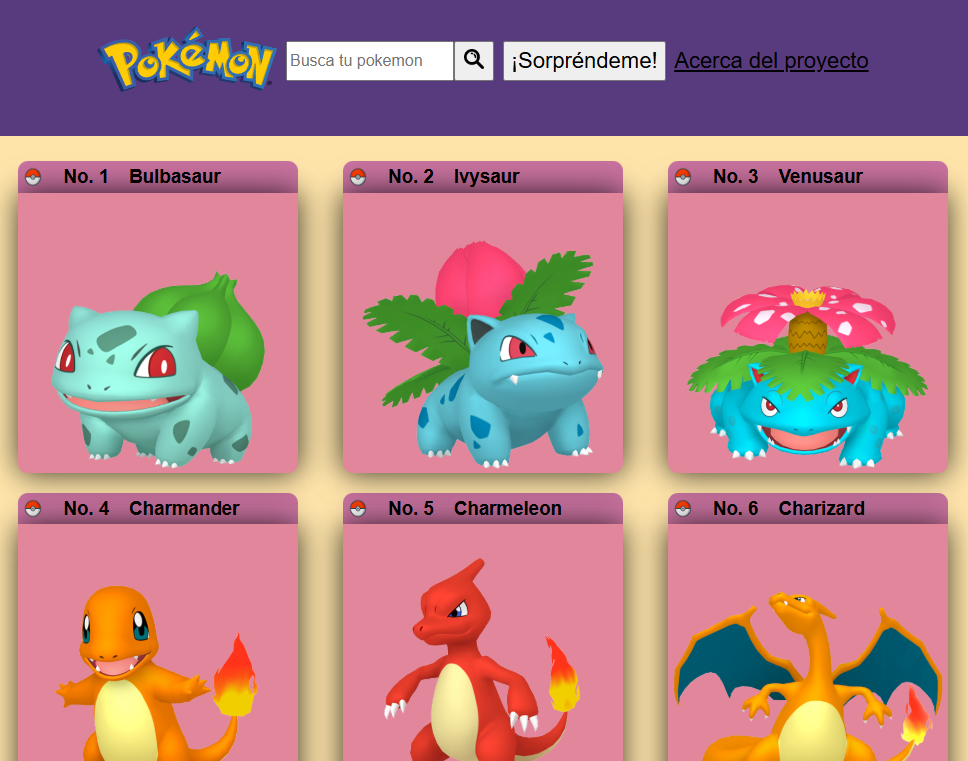 POKéMON
Busca tu pokemon
¡Sorpréndeme!
Acerca del proyecto
No. 1 Bulbasaur
No. 2 Ivysaur
No. 3 Venusaur
No. 4 Charmander
No. 5 Charmeleon
No. 6 Charizard